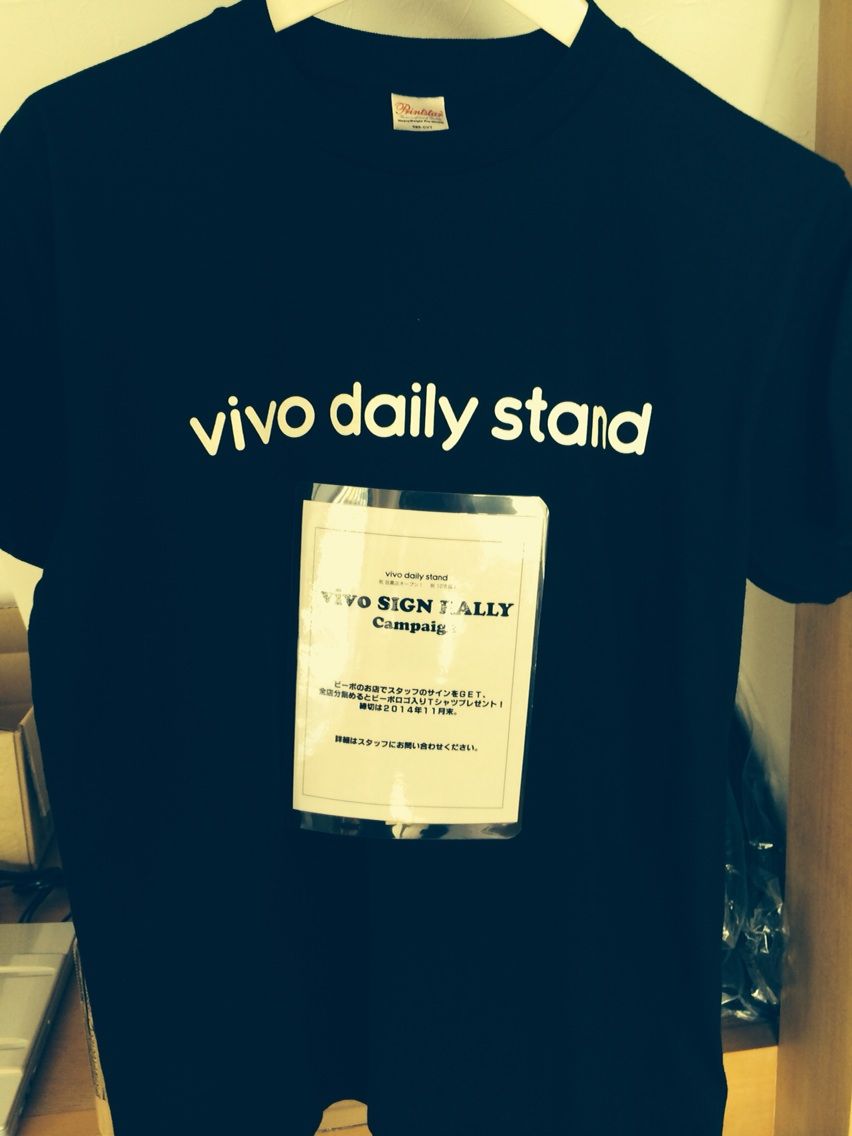 Printstar
vivo daily stand
vivo daily stand
vivo SIGN RALLY
Campaign
ビーボのお店でスタッフのサインをGET、
全店分集めるとビーボロゴ入りTシャツプレゼント！
締切は2014年11月末。
詳細はスタッフにお問い合わせください。